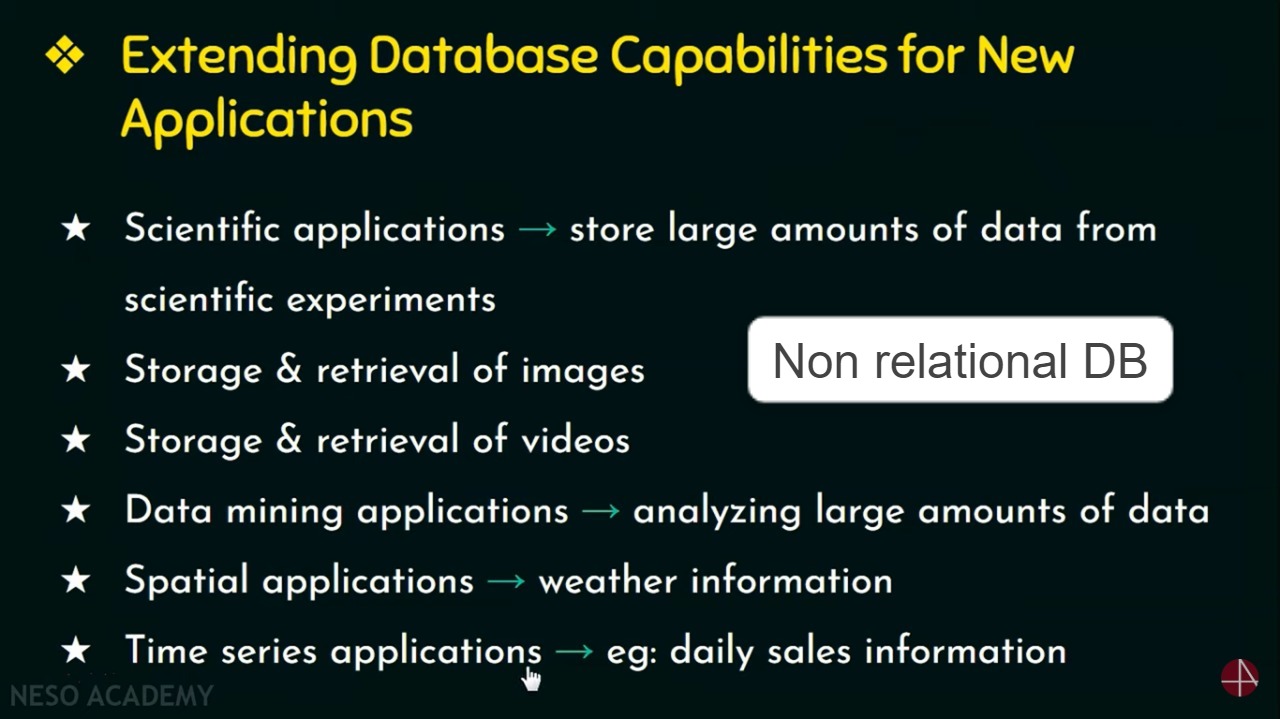 ❖ Extending Database Capabilities for New
Applications
★ Scientific applications → store large amounts of data from
scientific experiments
★ Storage & retrieval of images
Non relational DB
★ Storage & retrieval of videos
★ Data mining applications → analyzing large amounts of data
★ Spatial applications → weather information
★ Time series applications → eg: daily sales information
NESO ACADEMY